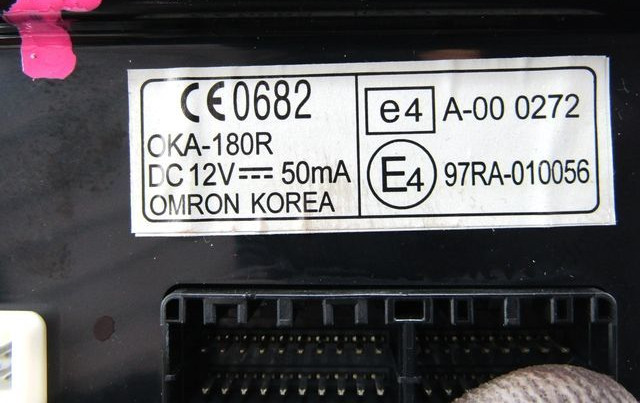 CE0682
OKA-180R
DC 12V⎓ 50mA
OMRON KOREA
e4 A-00 0272
E4 97RA-010056